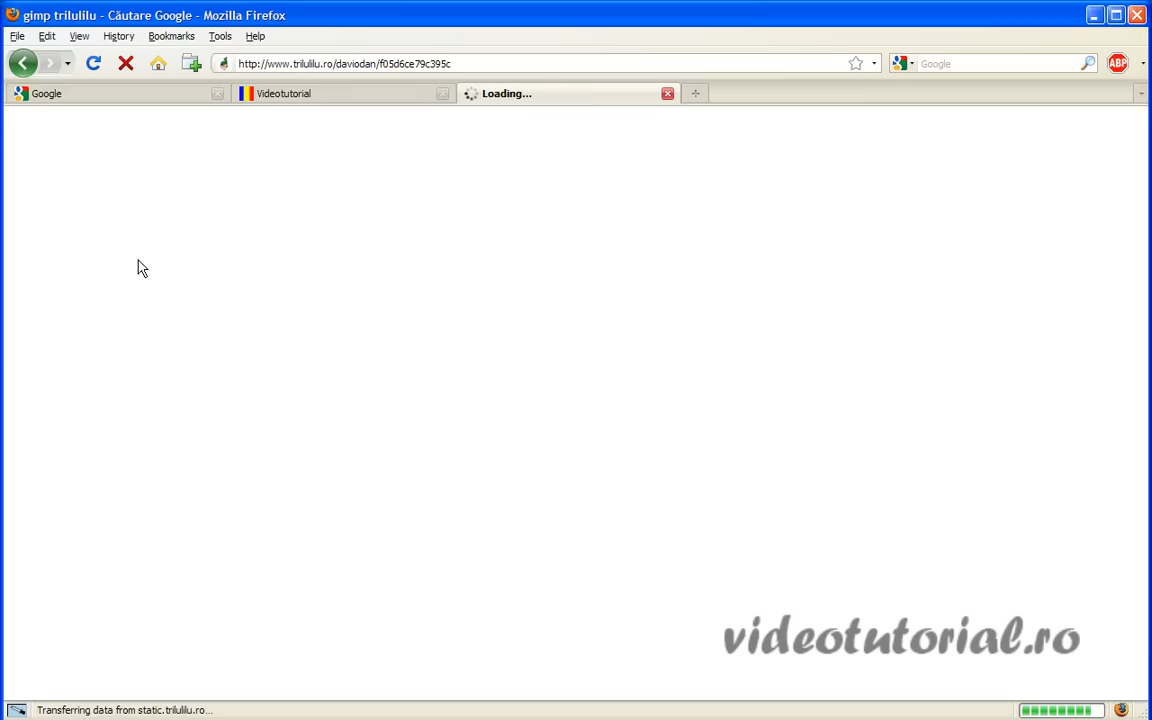 gimp trilulilu - Căutare Google - Mozilla Firefox
File Edit View History Bookmarks Tools Help
http://www.trilulilu.ro/daviodan/f05d6ce79c395c
Google
ABP
Google
Videotutorial
Loading...
videotutorial.ro
Transferring data from static.trilulilu.ro...